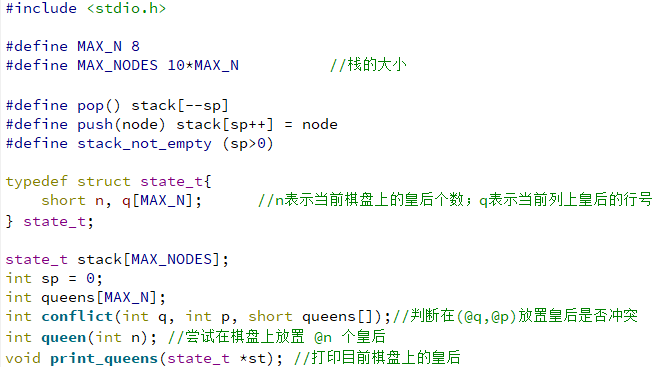 #include <stdio.h>
#define MAX_N 8
#define MAX_NODES 10*MAX_N //栈的大小
#define pop() stack[--sp]
#define push(node) stack[sp++] = node
#define stack_not_empty (sp>0)
typedef struct state_t{
short n, q[MAX_N]; //n表示当前棋盘上的皇后个数；q表示当前列上皇后的行号
} state_t;
state_t stack[MAX_NODES];
int sp = 0;
int queens[MAX_N];
int conflict(int q, int p, short queens[]);//判断在(@q,@p)放置皇后是否冲突
int queen(int n); //尝试在棋盘上放置 @n 个皇后
void print_queens(state_t *st); //打印目前棋盘上的皇后